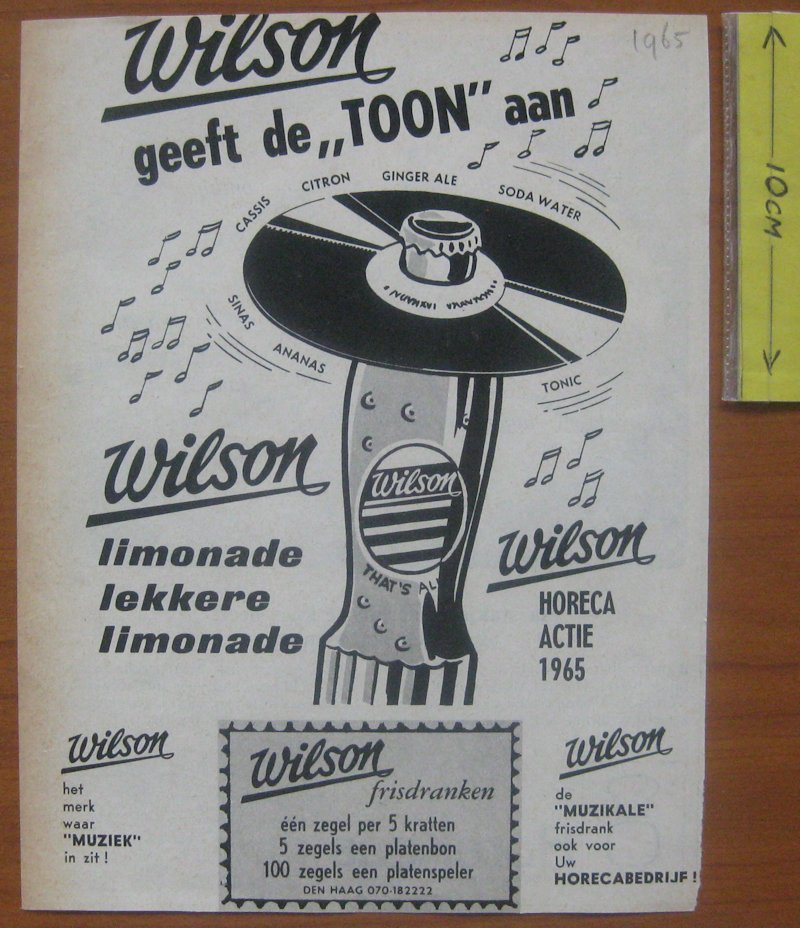 Wilson
1965
geeft de „TOON" aan
CASSIS
CITRON
GINGER ALE
SODA WATER
SINAS
ANANAS
TONIC
10CM
Wilson
limonade
lekkere
limonade
Wilson
THAT'S AL
Wilson
HORECA
ACTIE
1965
Wilson
het
merk
waar
"MUZIEK"
in zit !
Wilson
frisdranken
één zegel per 5 kratten
5 zegels een platenbon
100 zegels een platenspeler
DEN HAAG 070-182222
Wilson
de
"MUZIKALE"
frisdrank
ook voor
Uw
HORECABEDRIJF !